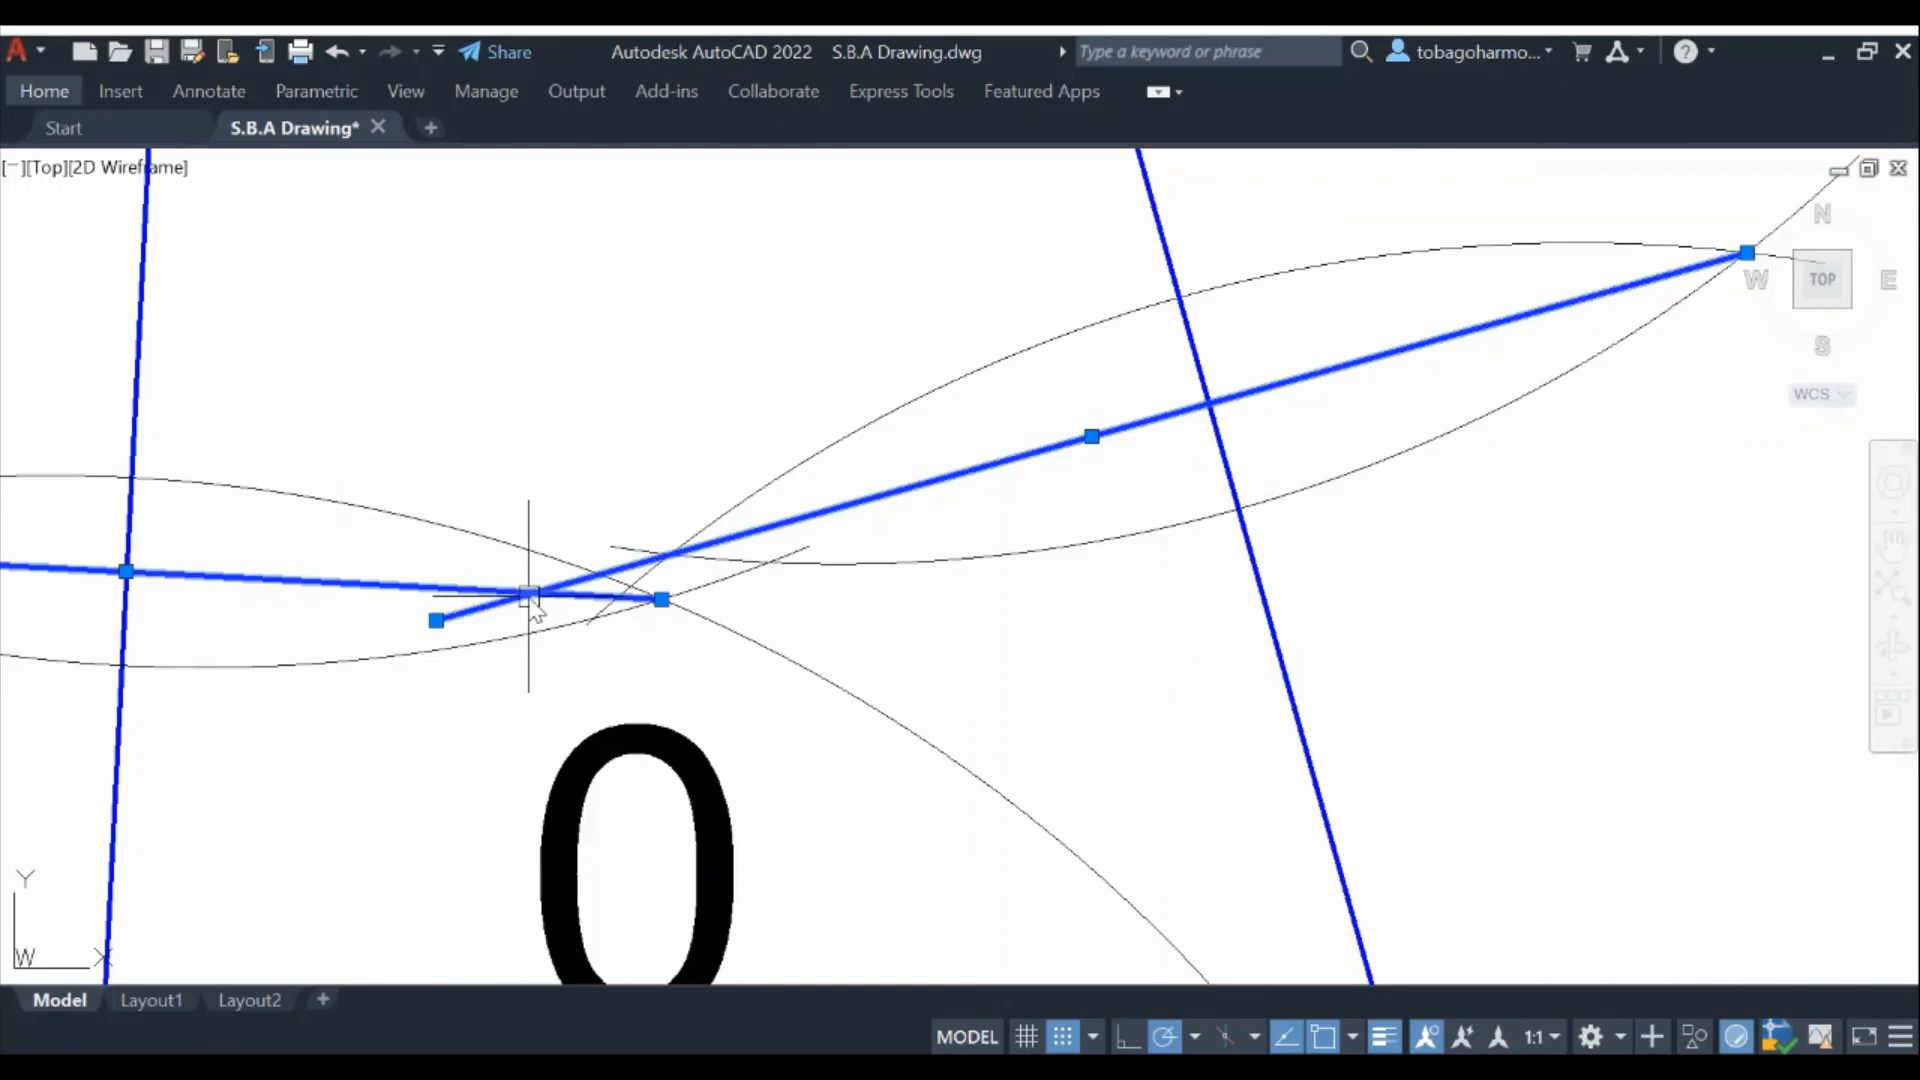 Share Autodesk AutoCAD 2022 S.B.A Drawing.dwg Type a keyword or phrase tobagoharmo...
Home Insert Annotate Parametric View Manage Output Add-ins Collaborate Express Tools Featured Apps
Start S.B.A Drawing*
[−][Top][2D Wireframe]
N
W TOP E
S
WCS
0
Y
W X
Model Layout1 Layout2
MODEL 1:1